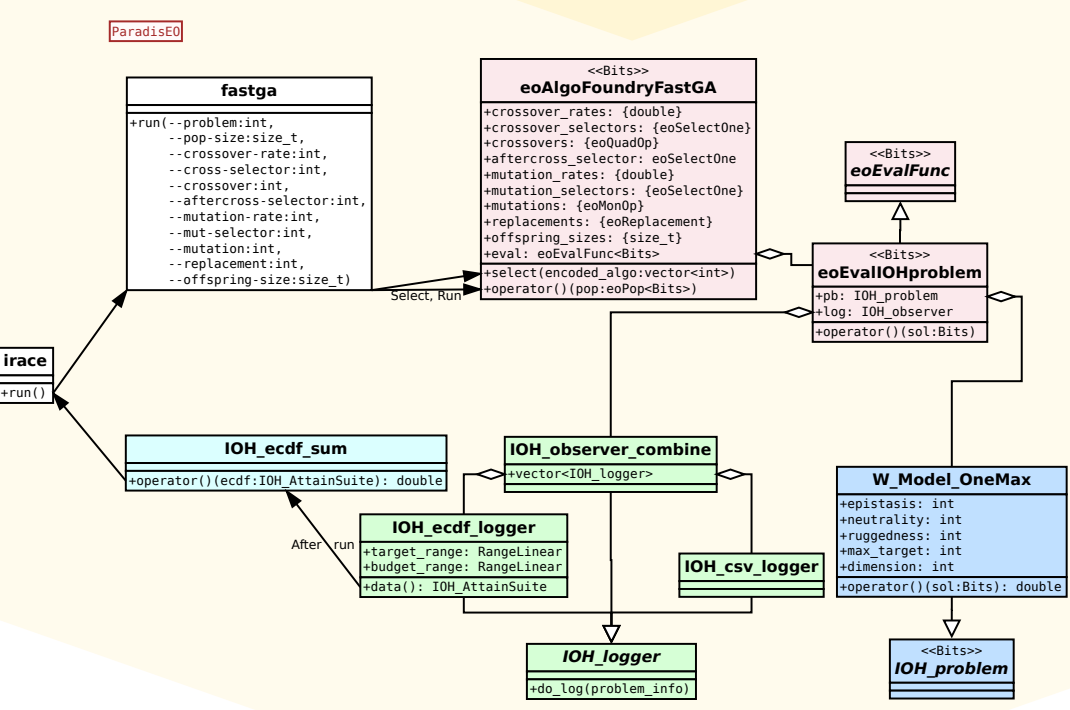 ParadisEO
fastga
+run(--problem:int,
--pop-size:size_t,
--crossover-rate:int,
--cross-selector:int,
--crossover:int,
--aftercross-selector:int,
--mutation-rate:int,
--mut-selector:int,
--mutation:int,
--replacement:int,
--offspring-size:size_t)
<<Bits>>
eoAlgoFoundryFastGA
+crossover_rates: {double}
+crossover_selectors: {eoSelectOne}
+crossovers: {eoQuadOp}
+aftercross_selector: eoSelectOne
+mutation_rates: {double}
+mutation_selectors: {eoSelectOne}
+mutations: {eoMonOp}
+replacements: {eoReplacement}
+offspring_sizes: {size_t}
+eval: eoEvalFunc<Bits>
+select(encoded_algo:vector<int>)
+operator()(pop:eoPop<Bits>)
Select, Run
<<Bits>>
eoEvalFunc
<<Bits>>
eoEvalIOHproblem
+pb: IOH_problem
+log: IOH_observer
+operator()(sol:Bits)
irace
+run()
IOH_ecdf_sum
+operator()(ecdf:IOH_AttainSuite): double
IOH_observer_combine
+vector<IOH_logger>
After run
IOH_ecdf_logger
+target_range: RangeLinear
+budget_range: RangeLinear
+data(): IOH_AttainSuite
IOH_csv_logger
W_Model_OneMax
+epistasis: int
+neutrality: int
+ruggedness: int
+max_target: int
+dimension: int
+operator()(sol:Bits): double
IOH_logger
+do_log(problem_info)
<<Bits>>
IOH_problem